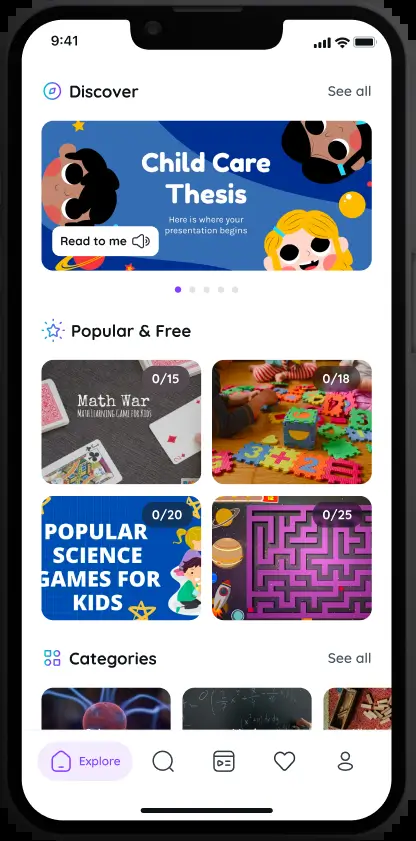 9:41
Discover
See all
Child Care
Thesis
Here is where your
presentation begins
Read to me
Popular & Free
0/15
Math War
Math Learning Game for Kids
0/18
3+2=
0/20
POPULAR
SCIENCE
GAMES FOR
KIDS
0/25
Categories
See all
Explore